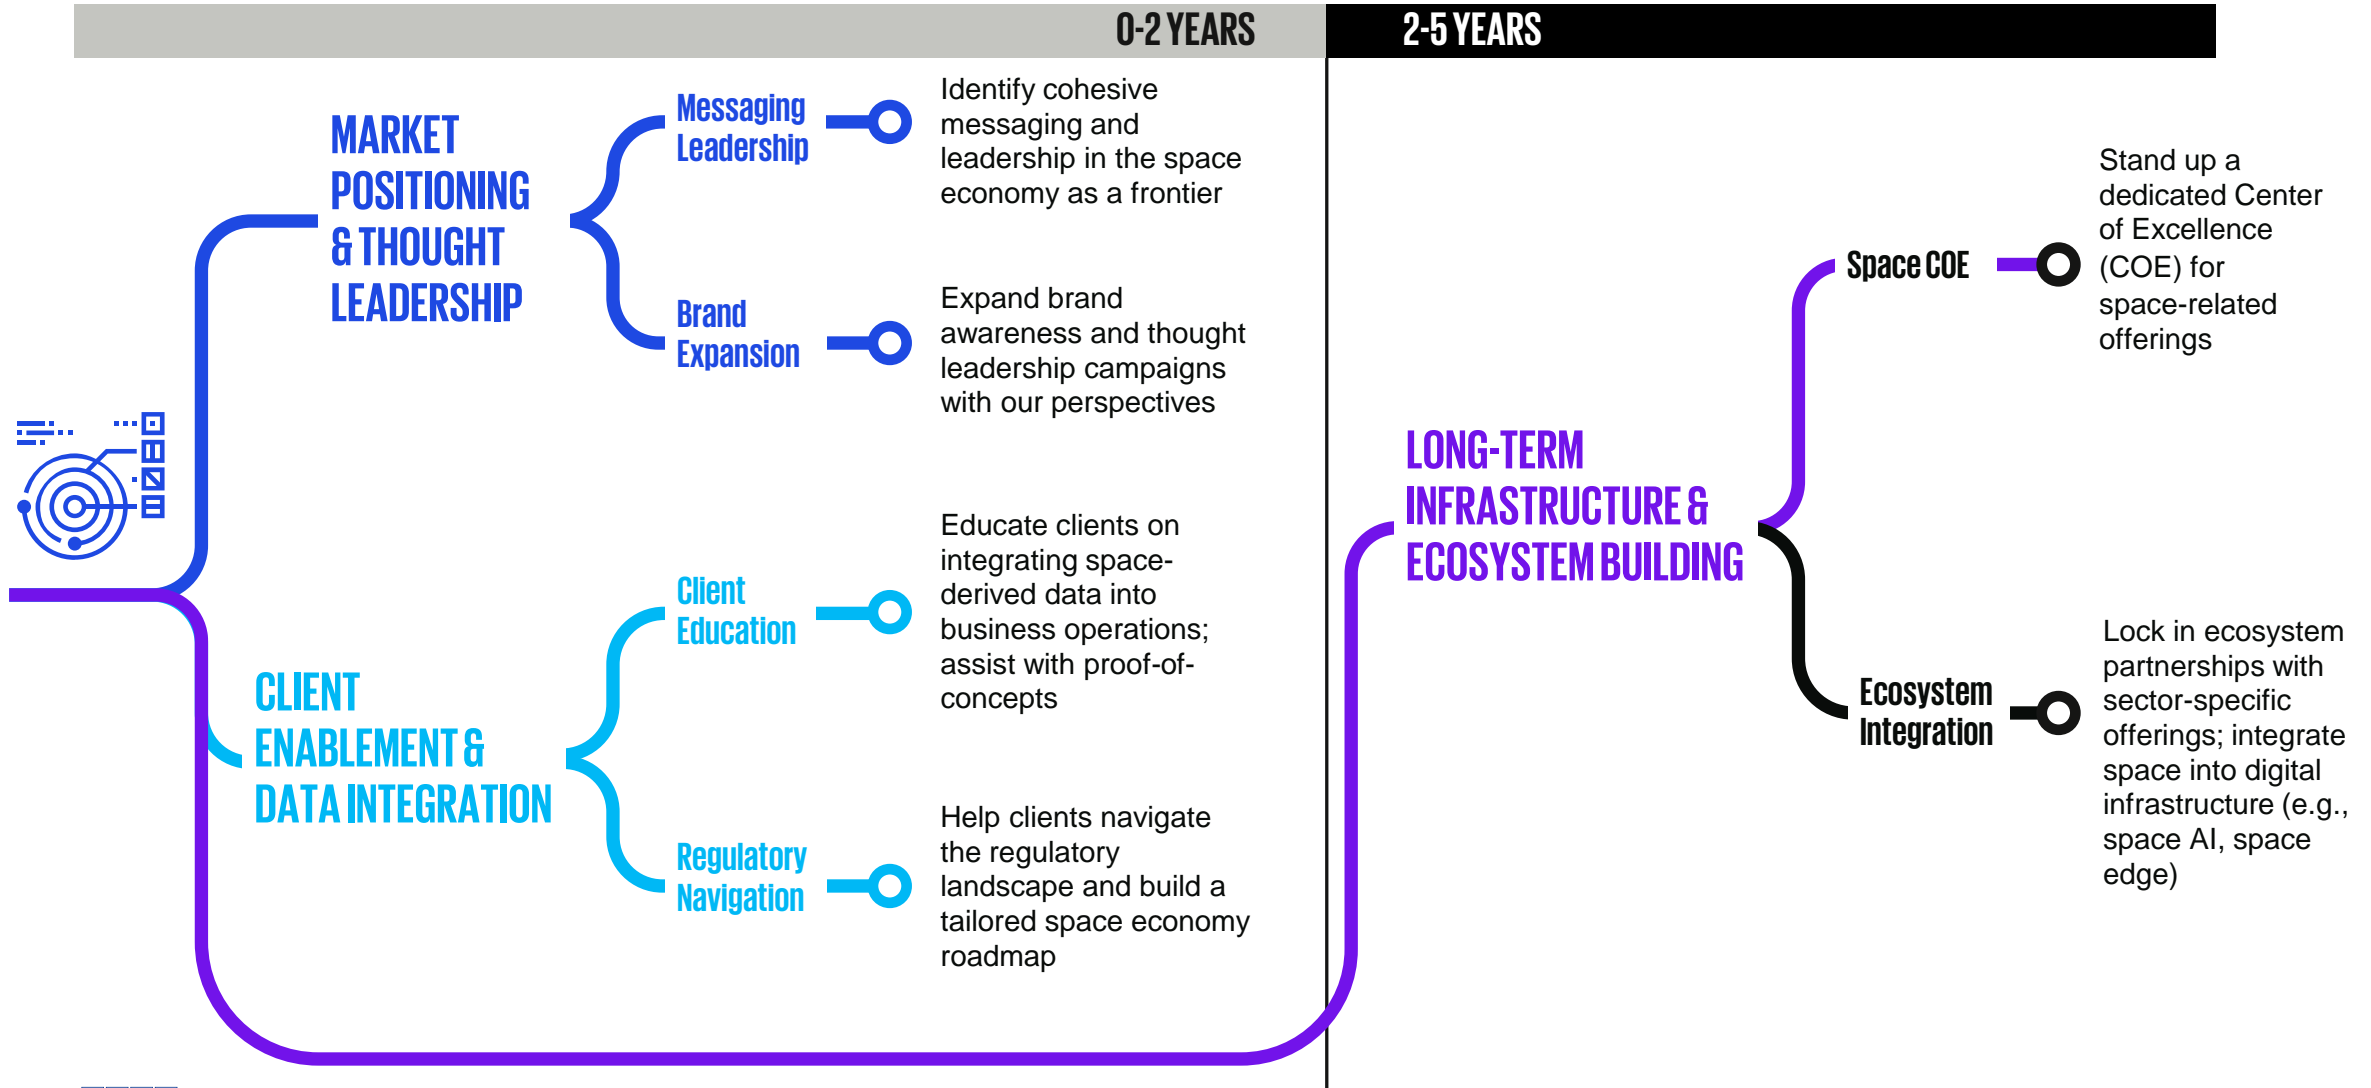 0-2 YEARS
2-5 YEARS
MARKET
POSITIONING
& THOUGHT
LEADERSHIP
Messaging
Leadership
Identify cohesive
messaging and
leadership in the space
economy as a frontier
Brand
Expansion
Expand brand
awareness and thought
leadership campaigns
with our perspectives
CLIENT
ENABLEMENT &
DATA INTEGRATION
Client
Education
Educate clients on
integrating space-
derived data into
business operations;
assist with proof-of-
concepts
Regulatory
Navigation
Help clients navigate
the regulatory
landscape and build a
tailored space economy
roadmap
LONG-TERM
INFRASTRUCTURE &
ECOSYSTEM BUILDING
Space COE
Stand up a
dedicated Center
of Excellence
(COE) for
space-related
offerings
Ecosystem
Integration
Lock in ecosystem
partnerships with
sector-specific
offerings; integrate
space into digital
infrastructure (e.g.,
space AI, space
edge)